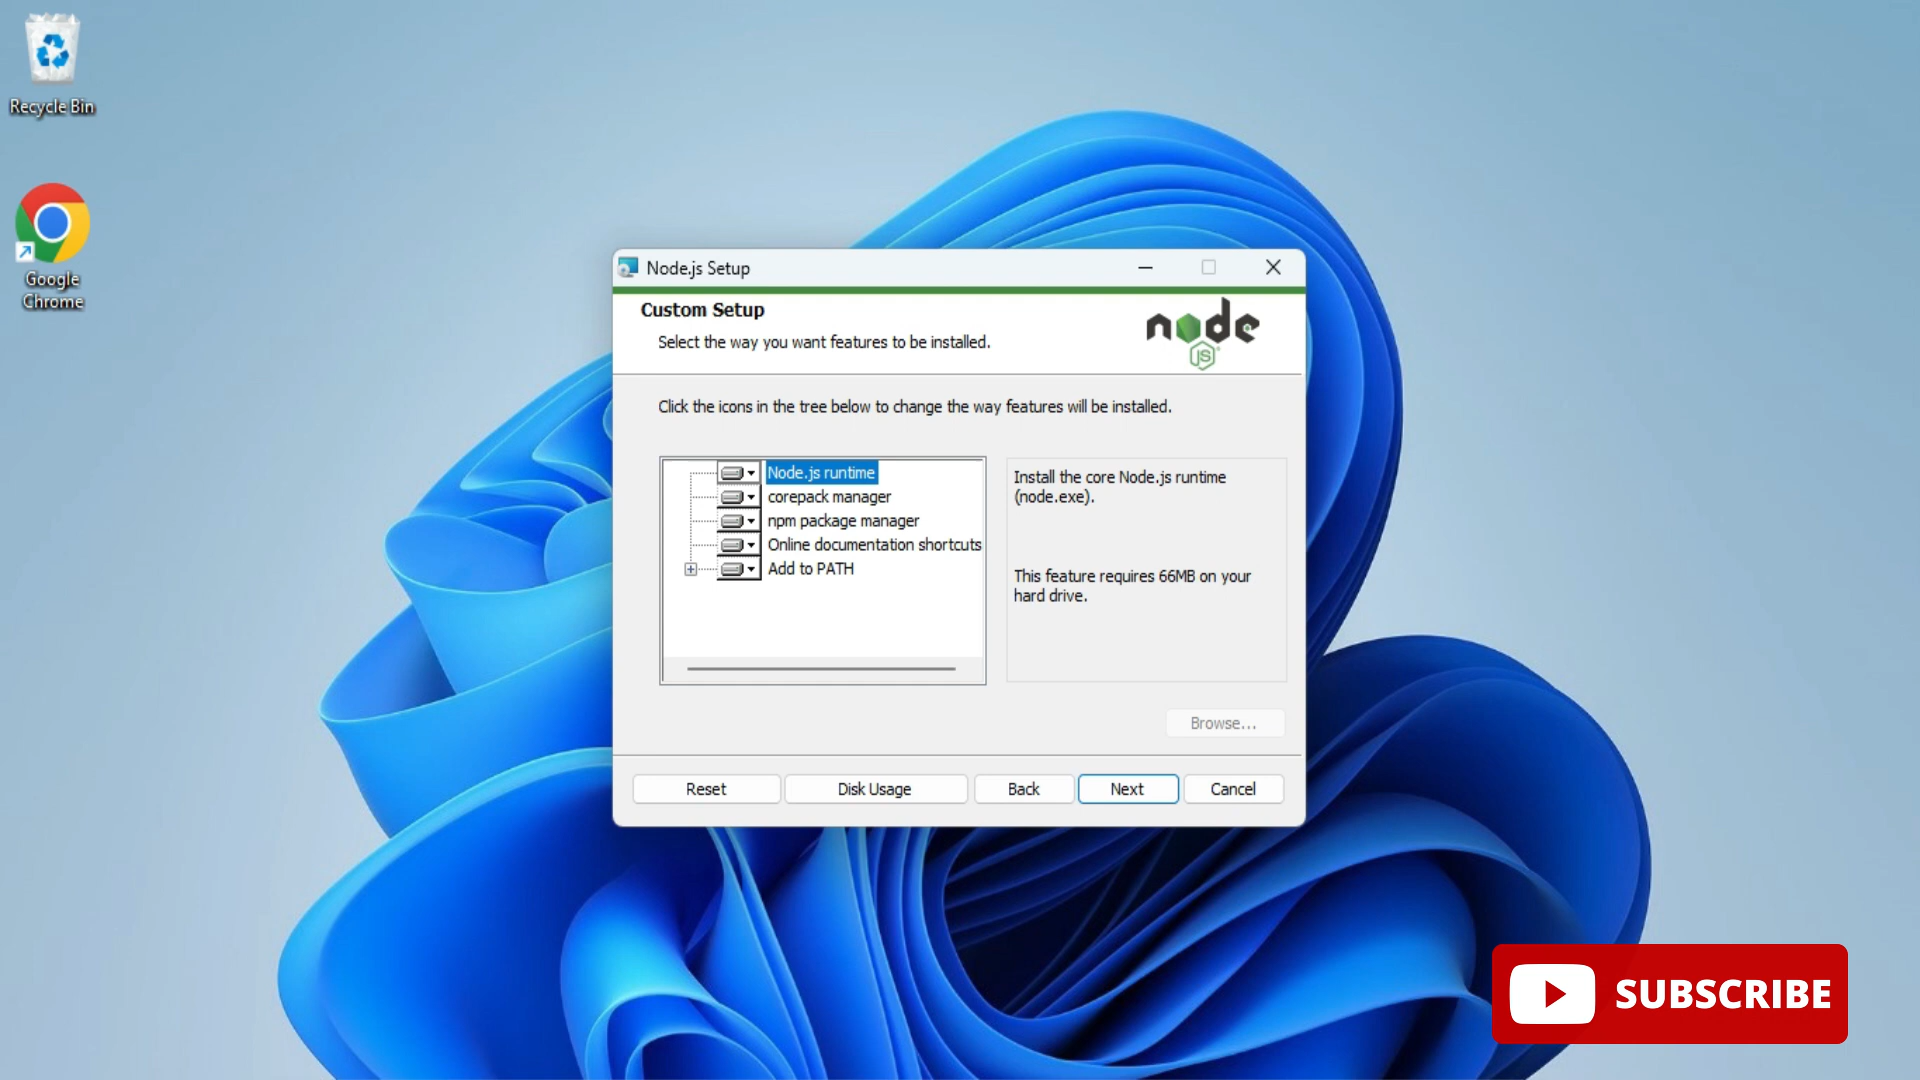 Recycle Bin
Google
Chrome
Node.js Setup
Custom Setup
Select the way you want features to be installed.
node
JS
Click the icons in the tree below to change the way features will be installed.
Node.js runtime
corepack manager
npm package manager
Online documentation shortcuts
Add to PATH
Install the core Node.js runtime
(node.exe).
This feature requires 66MB on your
hard drive.
Browse...
Reset
Disk Usage
Back
Next
Cancel
SUBSCRIBE